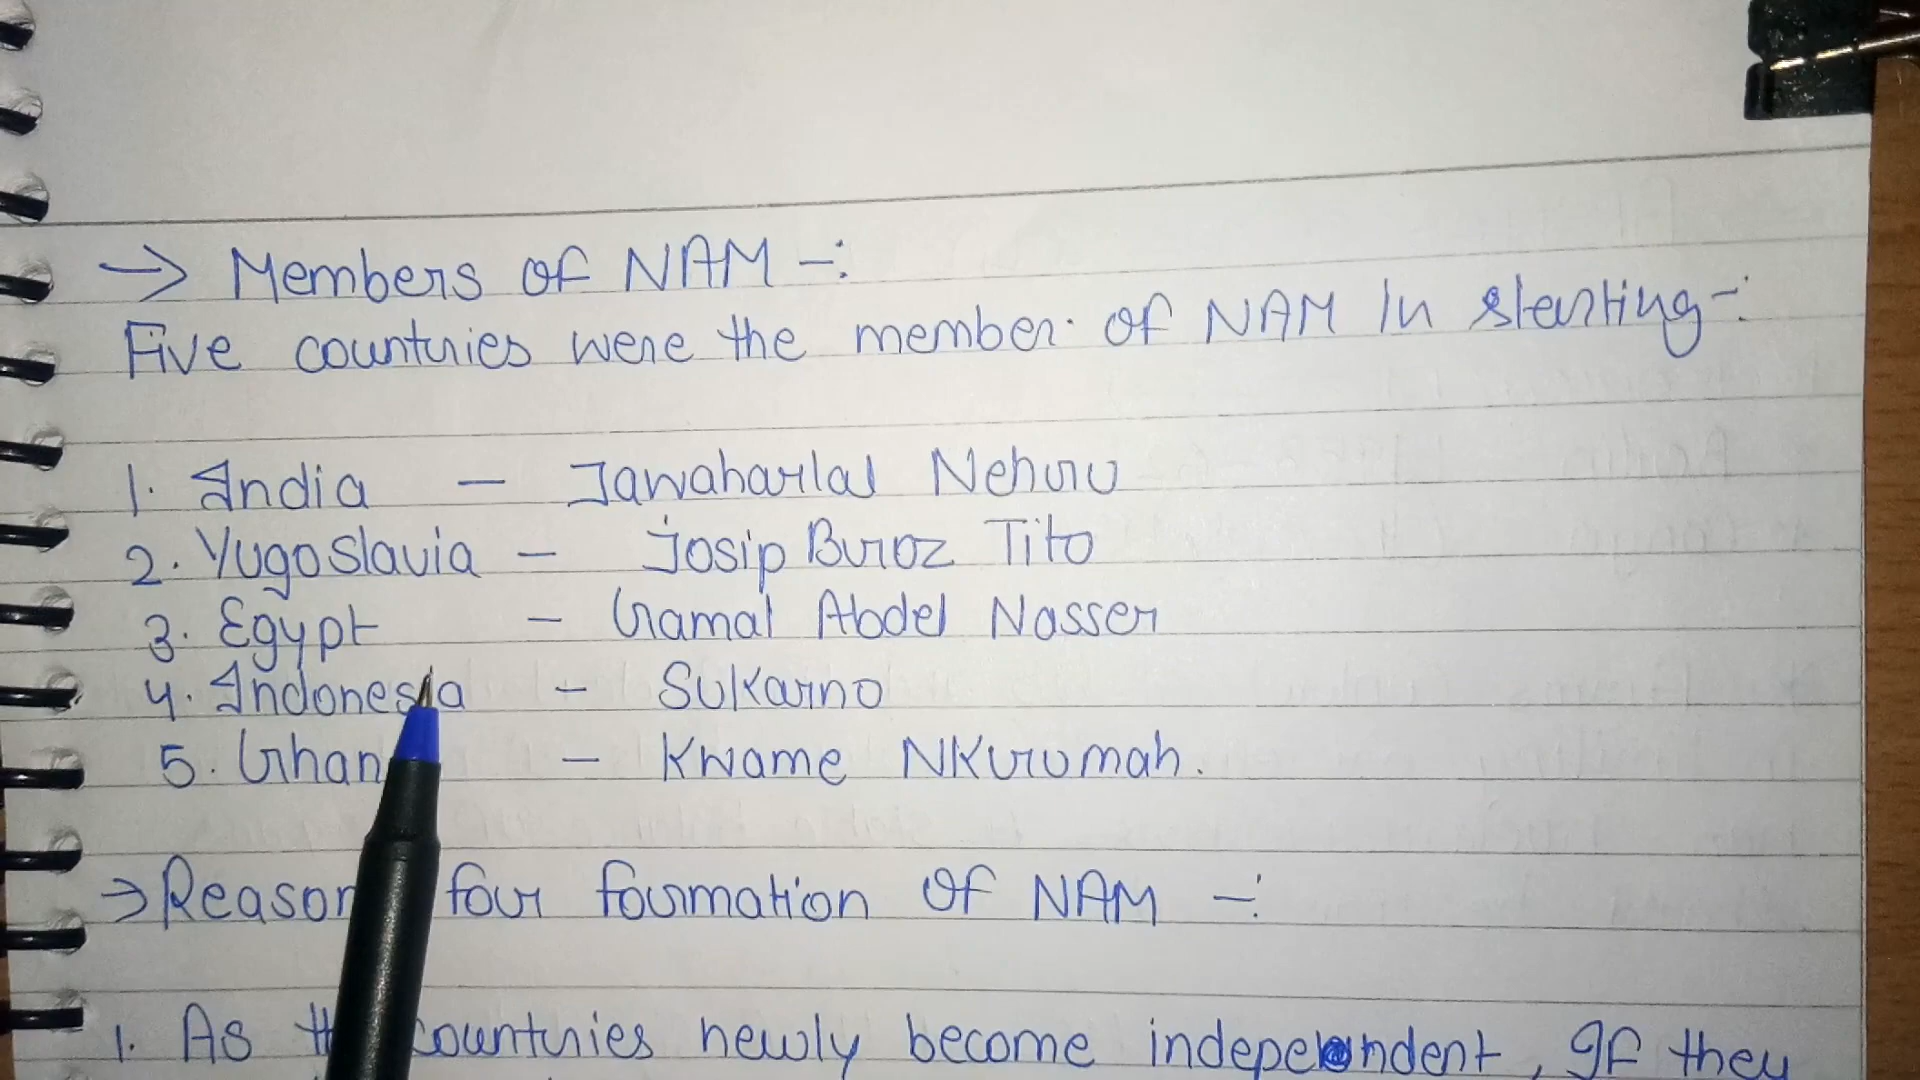 → Members of NAM -:
Five countries were the member of NAM In starting -:
1. India - Jawaharlal Nehru
2. Yugoslavia - Josip Broz Tito
3. Egypt - Gamal Abdel Nasser
4. Indonesia - Sukarno
5. Ghan - Kwame Nkrumah.
→ Reason for formation of NAM -:
1. As countries newly become independent, If they